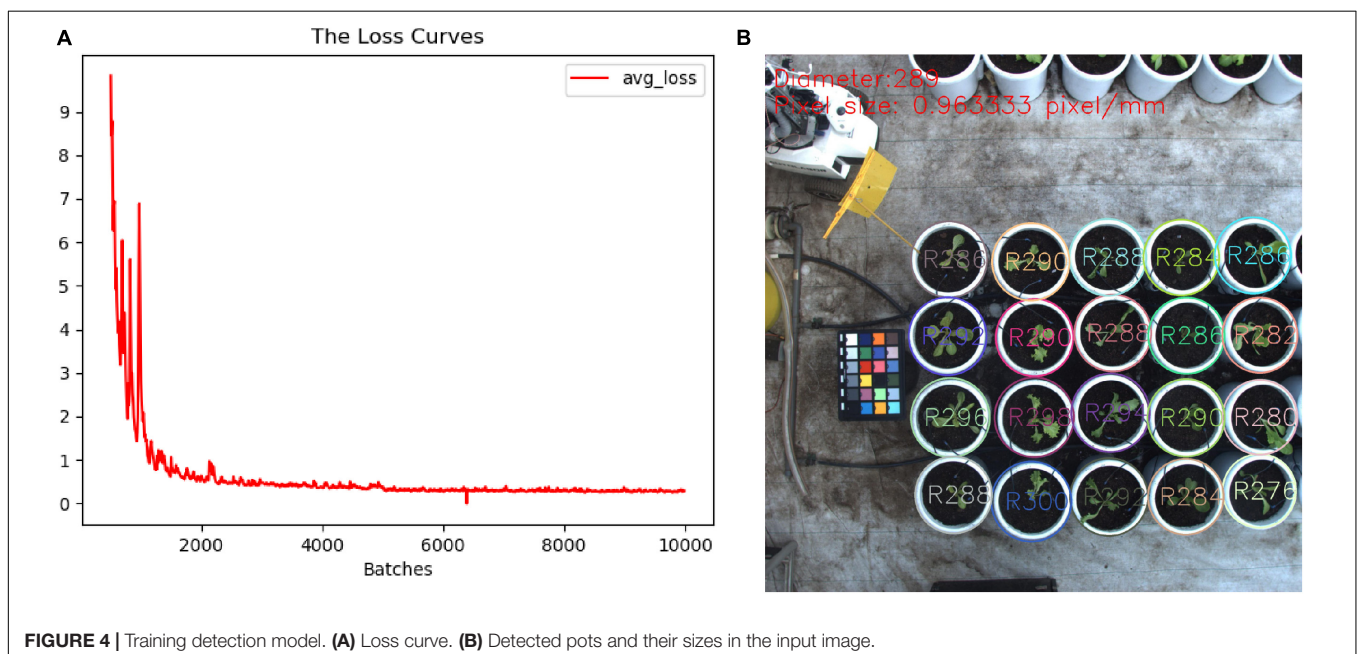 A
The Loss Curves
avg_loss
9
8
7
6
5
4
3
2
1
0
2000 4000 6000 8000 10000
Batches
B
Diameter:289
Pixel size: 0.963333 pixel/mm
R286 R290 R288 R284 R286
R292 R290 R288 R286 R282
R296 R298 R294 R290 R280
R288 R300 R292 R284 R276
FIGURE 4 | Training detection model. (A) Loss curve. (B) Detected pots and their sizes in the input image.